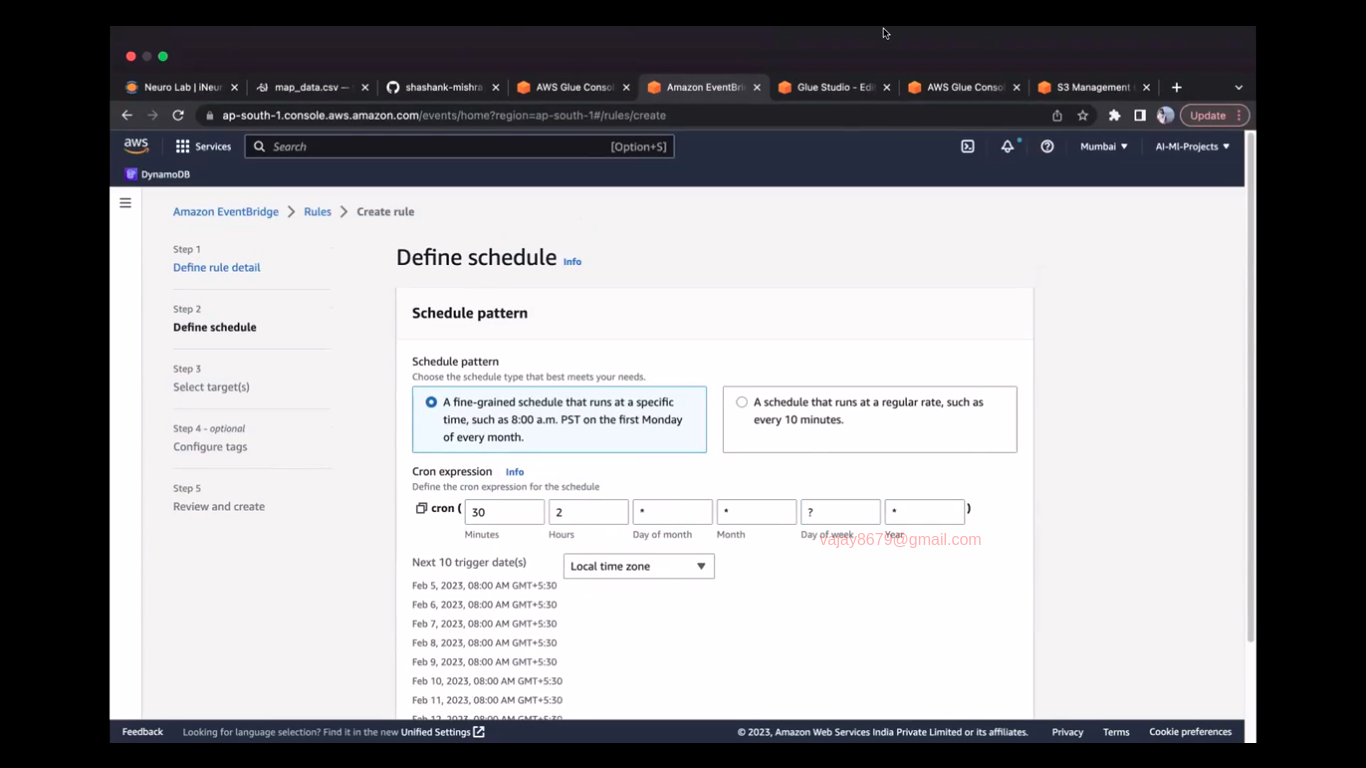 Neuro Lab | iNeur
map_data.csv —
shashank-mishra
AWS Glue Consol
Amazon EventBri
Glue Studio - Edi
AWS Glue Consol
S3 Management
ap-south-1.console.aws.amazon.com/events/home?region=ap-south-1#/rules/create
Update
aws
Services
Search
[Option+S]
Mumbai
AI-Ml-Projects
DynamoDB
Amazon EventBridge
Rules
Create rule
Step 1
Define rule detail
Step 2
Define schedule
Step 3
Select target(s)
Step 4 - optional
Configure tags
Step 5
Review and create
Define schedule Info
Schedule pattern
Schedule pattern
Choose the schedule type that best meets your needs.
A fine-grained schedule that runs at a specific
time, such as 8:00 a.m. PST on the first Monday
of every month.
A schedule that runs at a regular rate, such as
every 10 minutes.
Cron expression Info
Define the cron expression for the schedule
cron ( 30 2 * * ? * )
Minutes Hours Day of month Month Day of week Year
vajay8679@gmail.com
Next 10 trigger date(s)
Local time zone
Feb 5, 2023, 08:00 AM GMT+5:30
Feb 6, 2023, 08:00 AM GMT+5:30
Feb 7, 2023, 08:00 AM GMT+5:30
Feb 8, 2023, 08:00 AM GMT+5:30
Feb 9, 2023, 08:00 AM GMT+5:30
Feb 10, 2023, 08:00 AM GMT+5:30
Feb 11, 2023, 08:00 AM GMT+5:30
Feb 12, 2023, 08:00 AM GMT+5:30
Feedback
Looking for language selection? Find it in the new Unified Settings
© 2023, Amazon Web Services India Private Limited or its affiliates.
Privacy
Terms
Cookie preferences